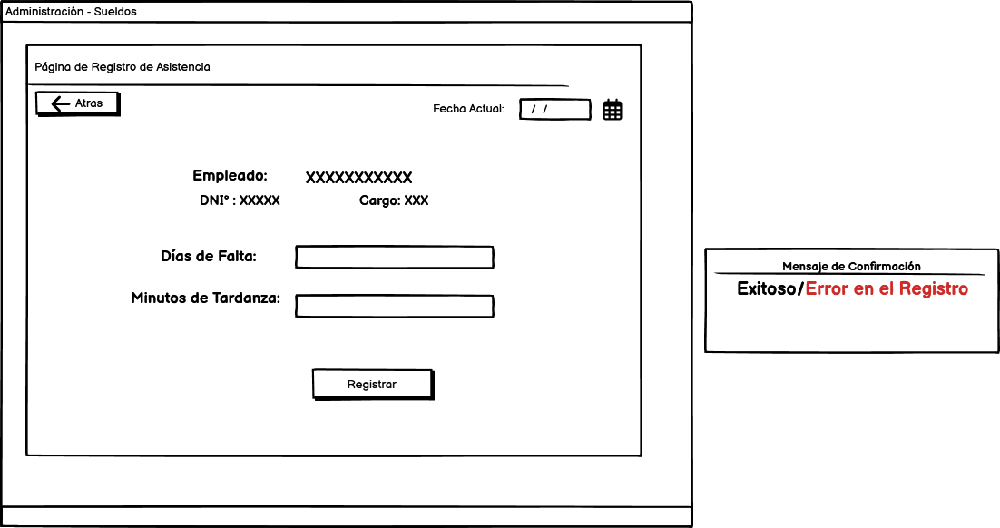 Administración - Sueldos
Página de Registro de Asistencia
Atras
Fecha Actual: / /
Empleado: XXXXXXXXXXX
DNI° : XXXXX Cargo: XXX
Días de Falta:
Minutos de Tardanza:
Registrar
Mensaje de Confirmación
Exitoso/Error en el Registro